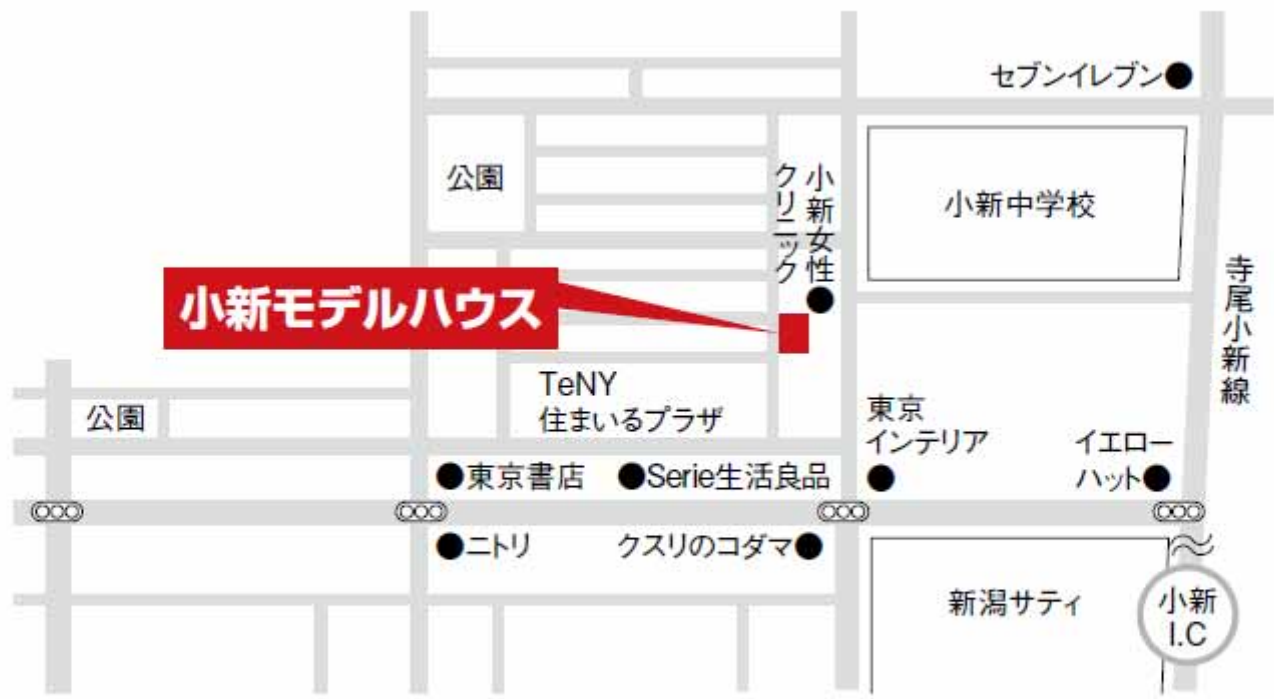 セブンイレブン
公園
小新女性
クリニック
小新中学校
小新モデルハウス
寺尾小新線
TeNY
住まいるプラザ
公園
東京
インテリア
イエロー
ハット
東京書店
Serie生活良品
ニトリ
クスリのコダマ
新潟サティ
小新
I.C